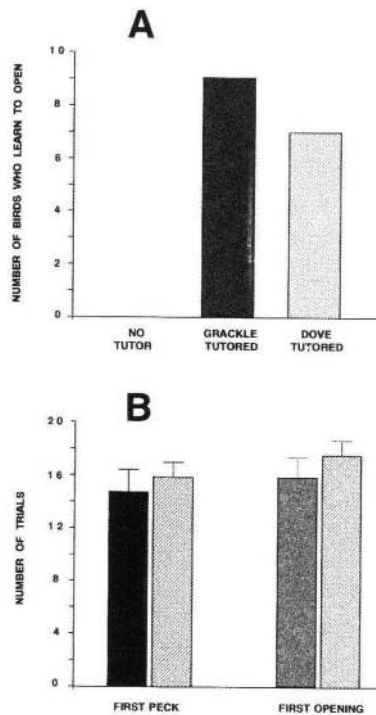 A
NUMBER OF BIRDS WHO LEARN TO OPEN
10
8
6
4
2
0
NO
TUTOR
GRACKLE
TUTORED
DOVE
TUTORED
B
NUMBER OF TRIALS
20
16
12
8
4
0
FIRST PECK
FIRST OPENING